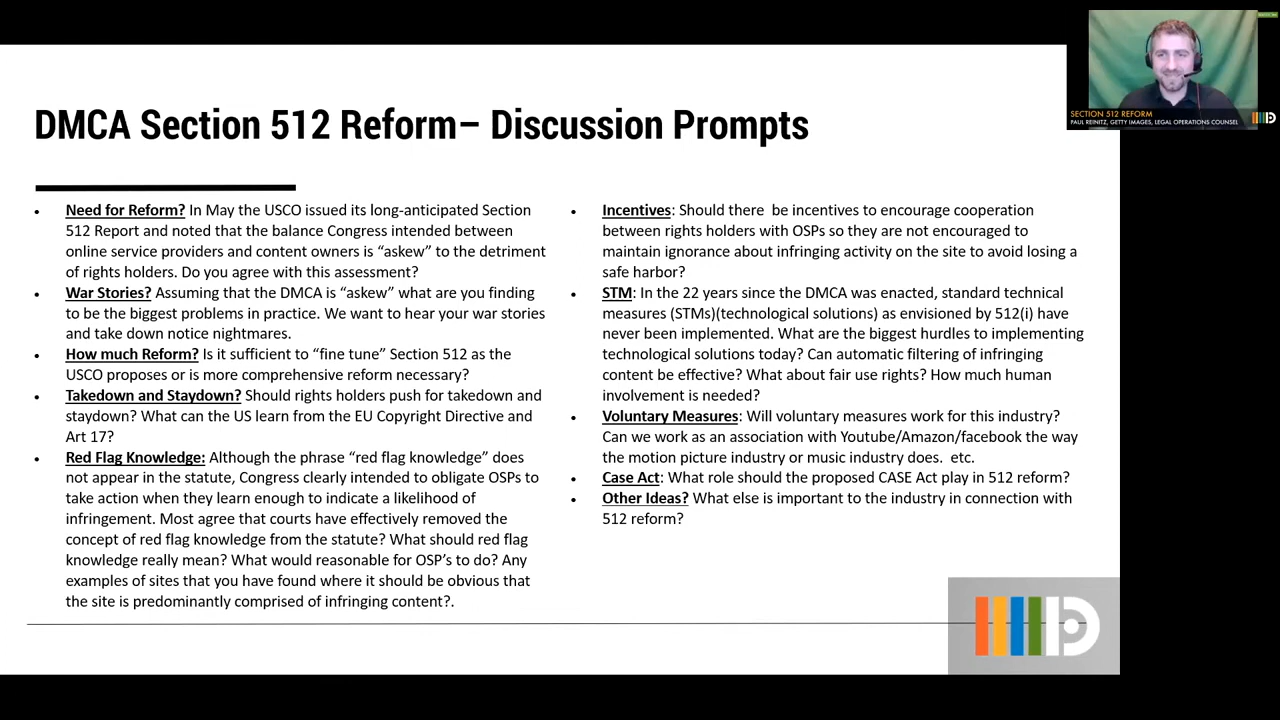 DMCA Section 512 Reform– Discussion Prompts
• Need for Reform? In May the USCO issued its long-anticipated Section
512 Report and noted that the balance Congress intended between
online service providers and content owners is “askew” to the detriment
of rights holders. Do you agree with this assessment?
• War Stories? Assuming that the DMCA is “askew” what are you finding
to be the biggest problems in practice. We want to hear your war stories
and take down notice nightmares.
• How much Reform? Is it sufficient to “fine tune” Section 512 as the
USCO proposes or is more comprehensive reform necessary?
• Takedown and Staydown? Should rights holders push for takedown and
staydown? What can the US learn from the EU Copyright Directive and
Art 17?
• Red Flag Knowledge: Although the phrase “red flag knowledge” does
not appear in the statute, Congress clearly intended to obligate OSPs to
take action when they learn enough to indicate a likelihood of
infringement. Most agree that courts have effectively removed the
concept of red flag knowledge from the statute? What should red flag
knowledge really mean? What would reasonable for OSP’s to do? Any
examples of sites that you have found where it should be obvious that
the site is predominantly comprised of infringing content?.
• Incentives: Should there  be incentives to encourage cooperation
between rights holders with OSPs so they are not encouraged to
maintain ignorance about infringing activity on the site to avoid losing a
safe harbor?
• STM: In the 22 years since the DMCA was enacted, standard technical
measures (STMs)(technological solutions) as envisioned by 512(i) have
never been implemented. What are the biggest hurdles to implementing
technological solutions today? Can automatic filtering of infringing
content be effective? What about fair use rights? How much human
involvement is needed?
• Voluntary Measures: Will voluntary measures work for this industry?
Can we work as an association with Youtube/Amazon/facebook the way
the motion picture industry or music industry does.  etc.
• Case Act: What role should the proposed CASE Act play in 512 reform?
• Other Ideas? What else is important to the industry in connection with
512 reform?
SECTION 512 REFORM
PAUL REINITZ, GETTY IMAGES, LEGAL OPERATIONS COUNSEL